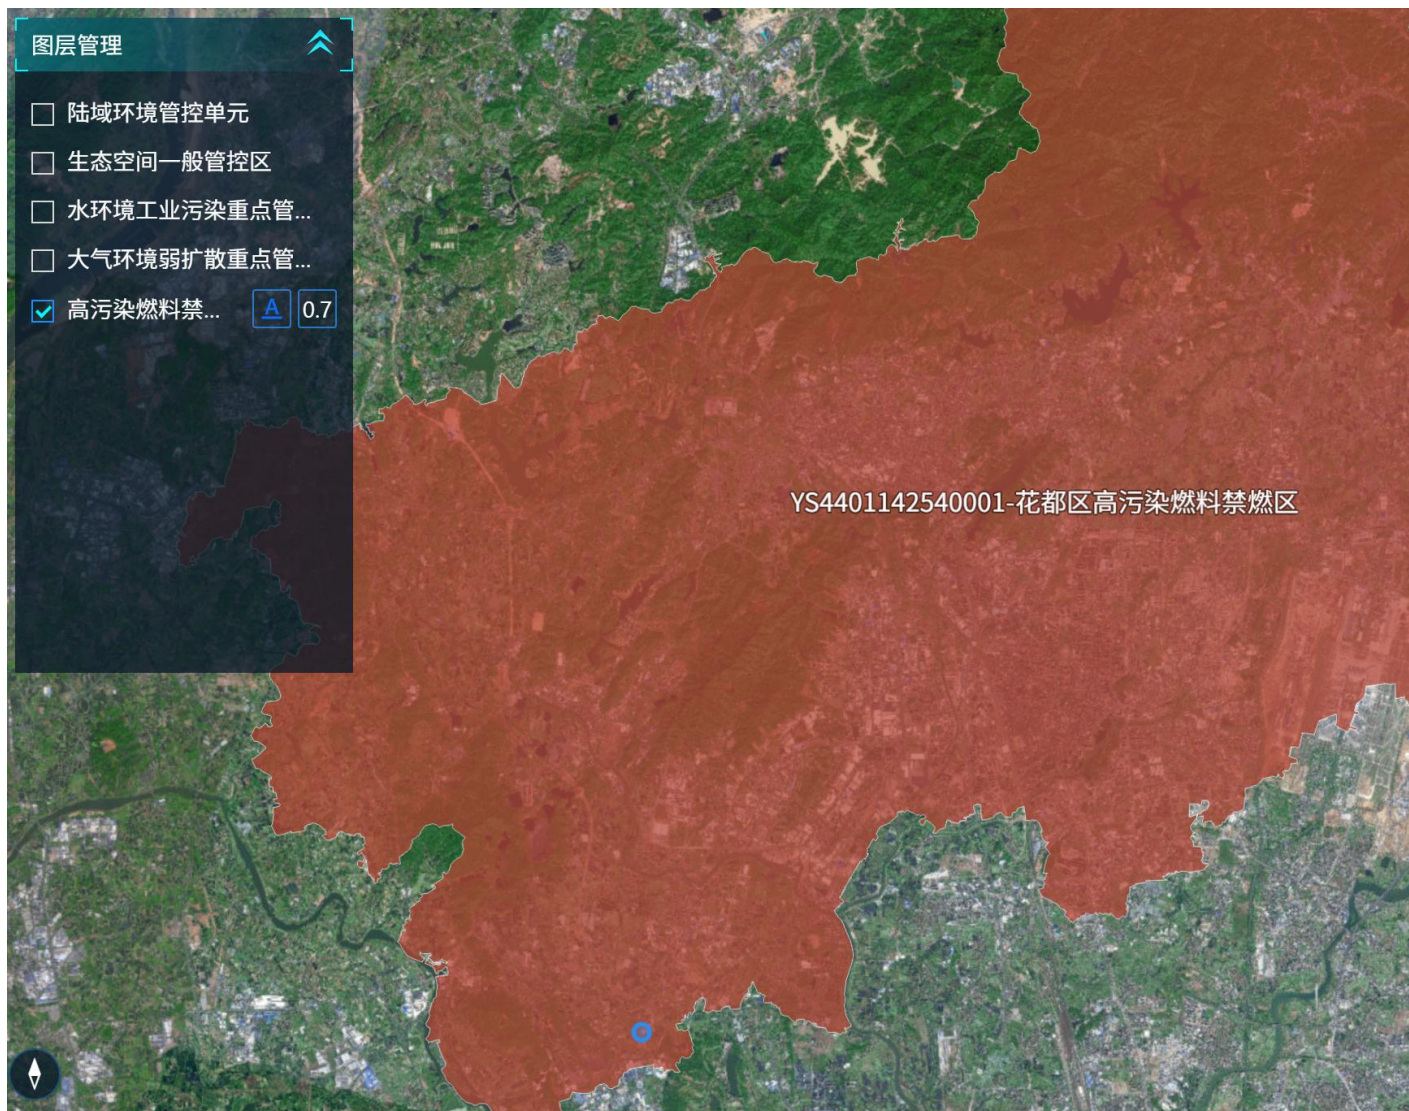 图层管理
陆域环境管控单元
生态空间一般管控区
水环境工业污染重点管...
大气环境弱扩散重点管...
高污染燃料禁... A 0.7
YS4401142540001-花都区高污染燃料禁燃区